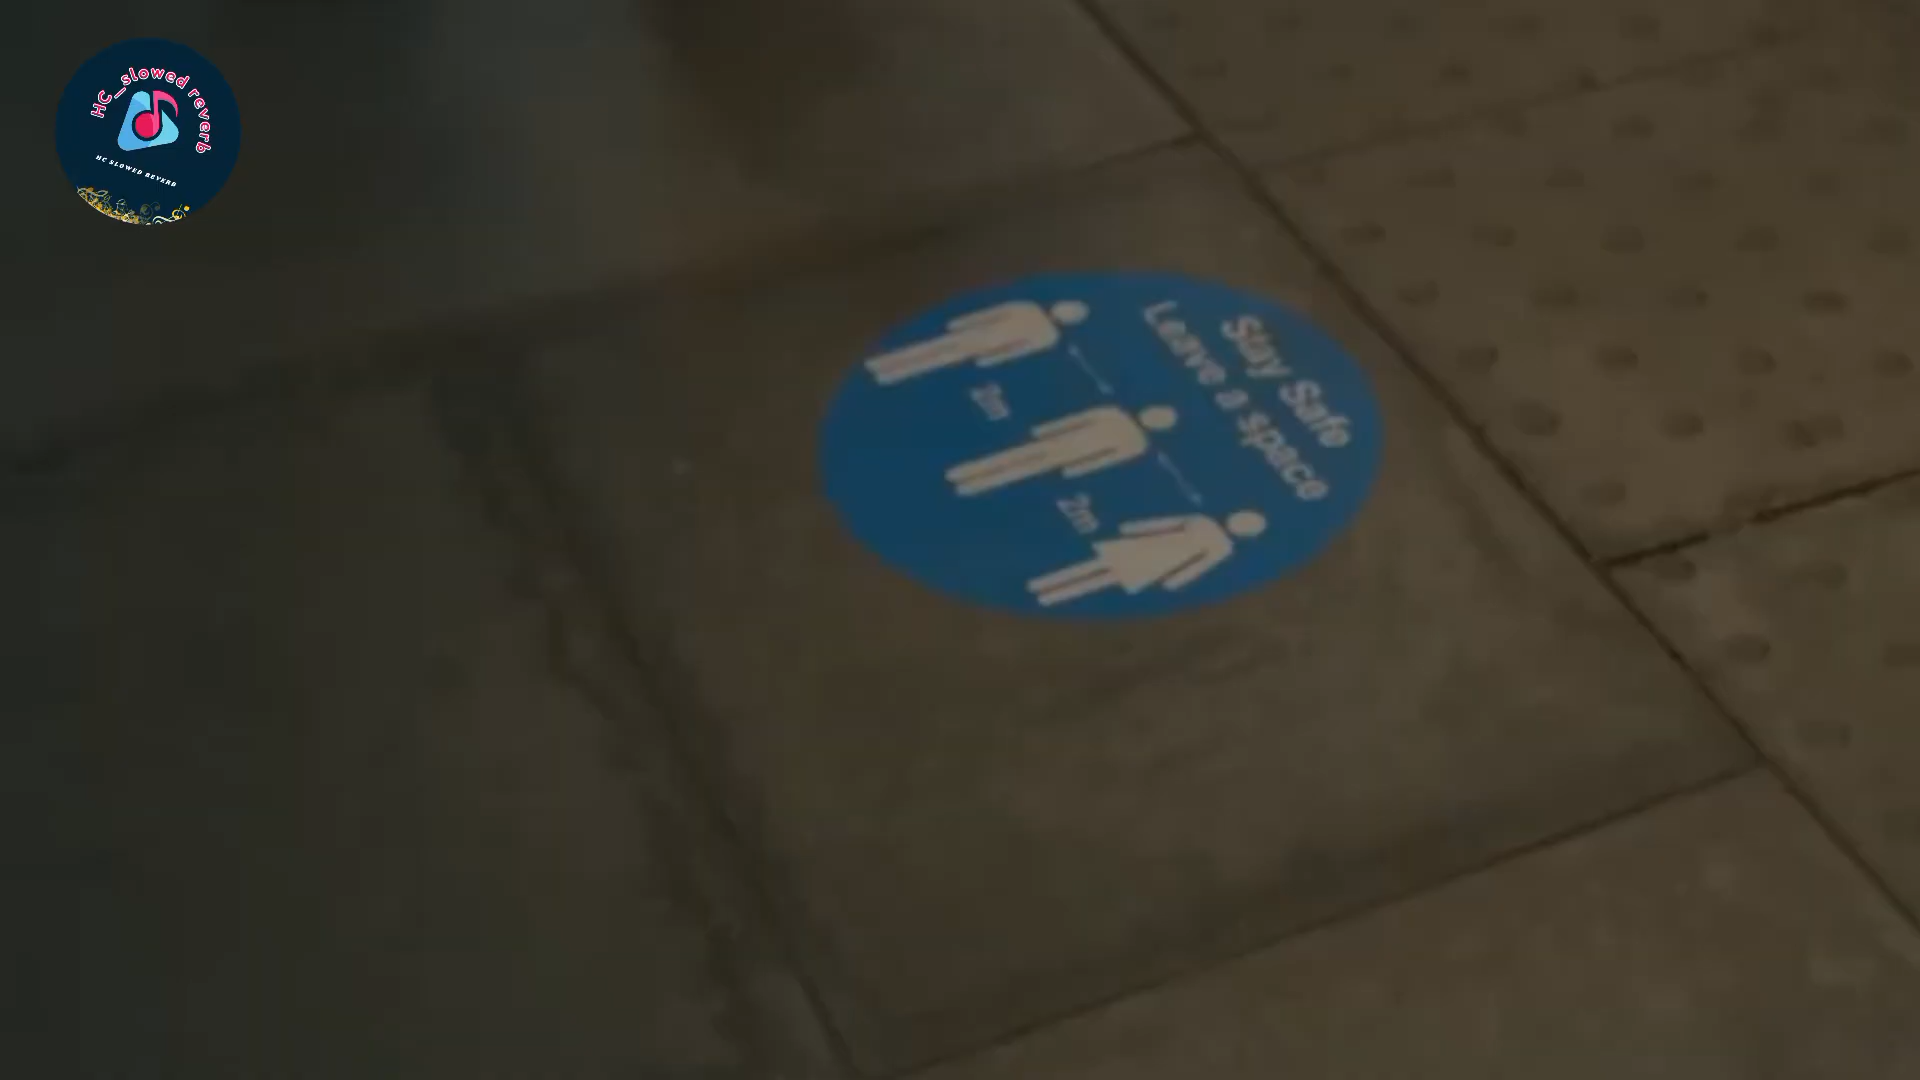 HC_slowed reverb
HC SLOWED REVERB
Stay Safe
Leave a space
2m
2m